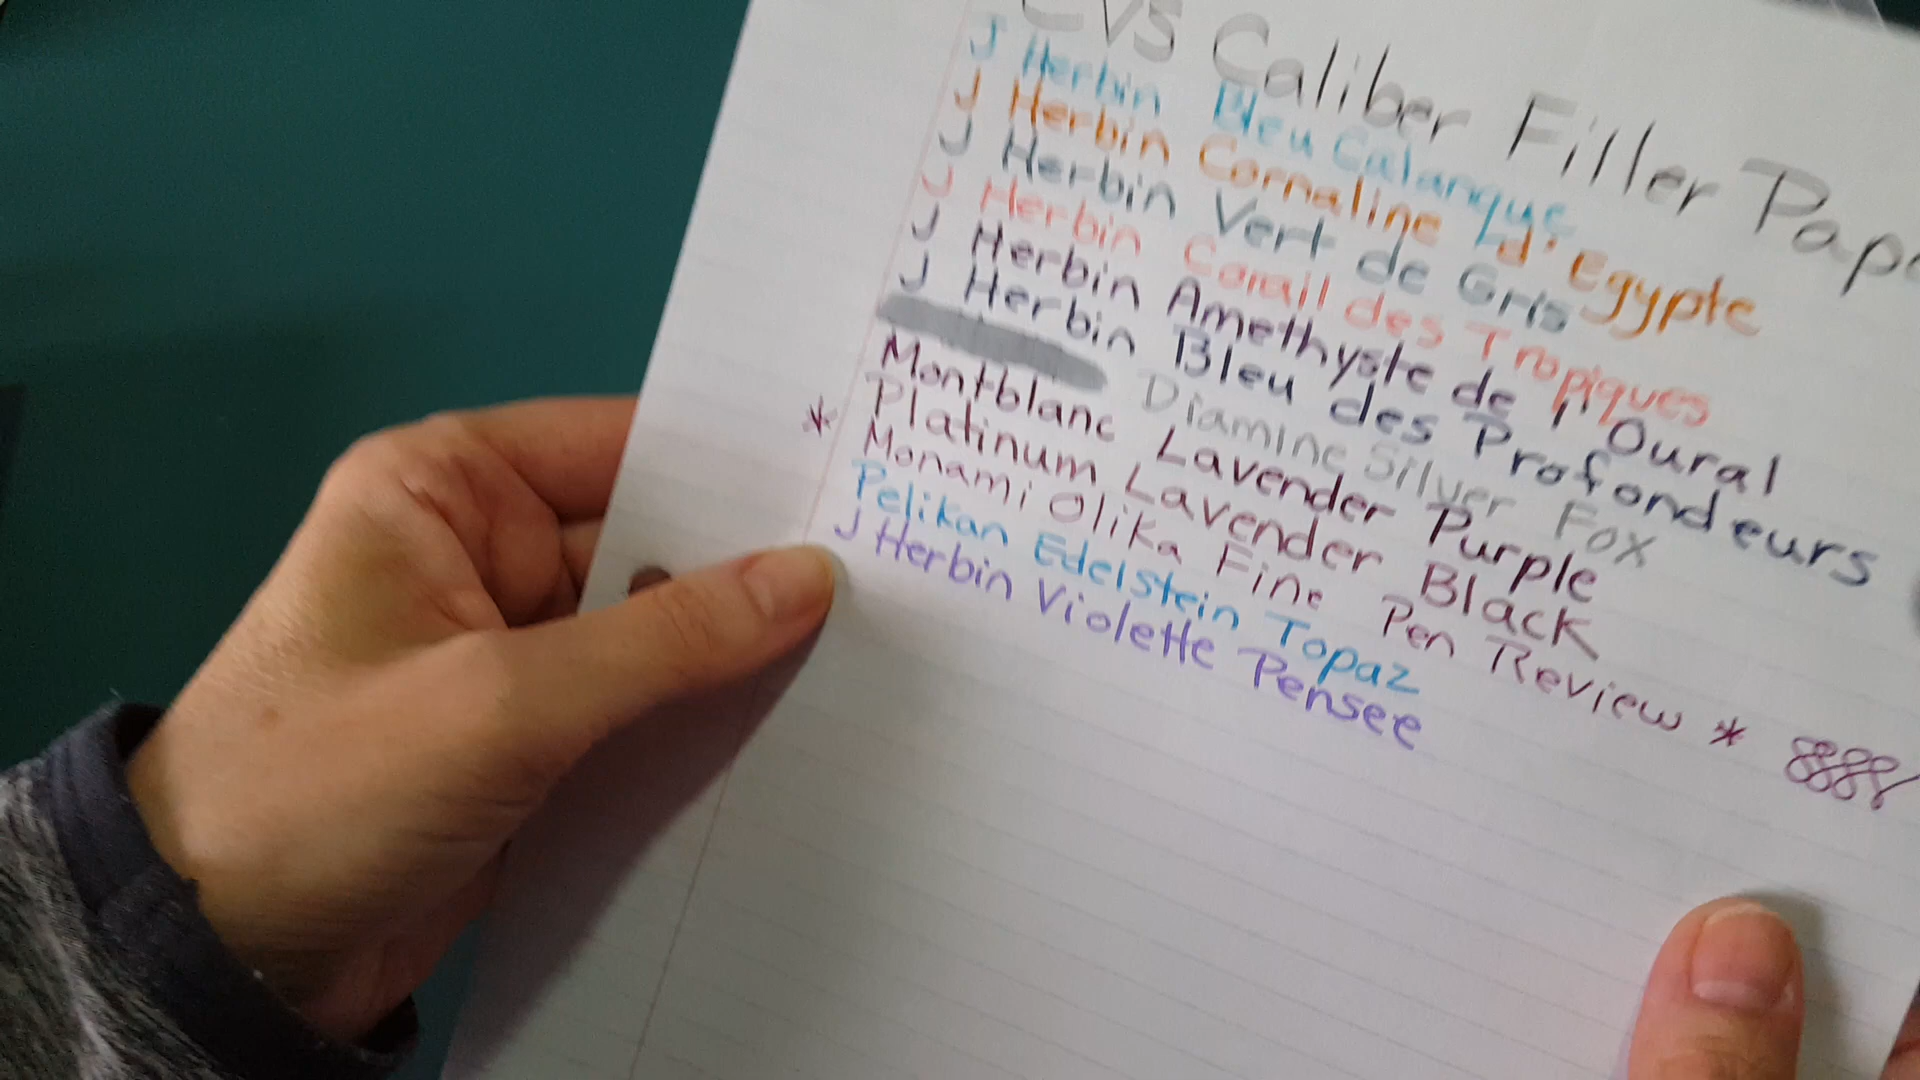 CVS Caliber Filler Pape
J Herbin Bleu Calanque
J Herbin Cornaline d'Egypte
J Herbin Vert de Gris
J Herbin Corail des Tropiques
J Herbin Amethyste de l'Oural
J Herbin Bleu des Profondeurs
Diamine Silver Fox
Montblanc Lavender Purple
Platinum Lavender Black
* Monami Olika Fine Pen Review * 8888
Pelikan Edelstein Topaz
J Herbin Violette Pensee